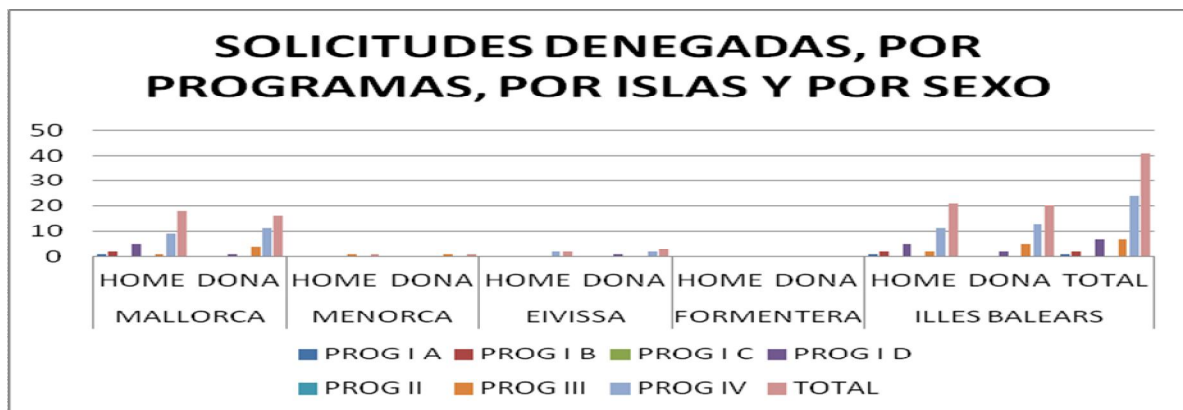 SOLICITUDES DENEGADAS, POR
PROGRAMAS, POR ISLAS Y POR SEXO
50
40
30
20
10
0
HOME DONA HOME DONA HOME DONA HOME DONA HOME DONA TOTAL
MALLORCA MENORCA EIVISSA FORMENTERA ILLES BALEARS
PROG I A PROG I B PROG I C PROG I D
PROG II PROG III PROG IV TOTAL